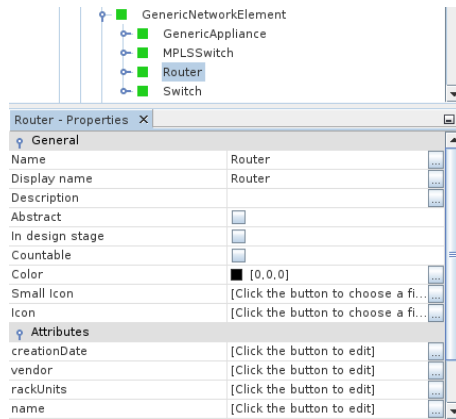 GenericNetworkElement
GenericAppliance
MPLSSwitch
Router
Switch
Router - Properties X
General
Name Router ...
Display name Router ...
Description ...
Abstract
In design stage
Countable
Color [0,0,0] ...
Small Icon [Click the button to choose a fi... ...
Icon [Click the button to choose a fi... ...
Attributes
creationDate [Click the button to edit] ...
vendor [Click the button to edit] ...
rackUnits [Click the button to edit] ...
name [Click the button to edit] ...